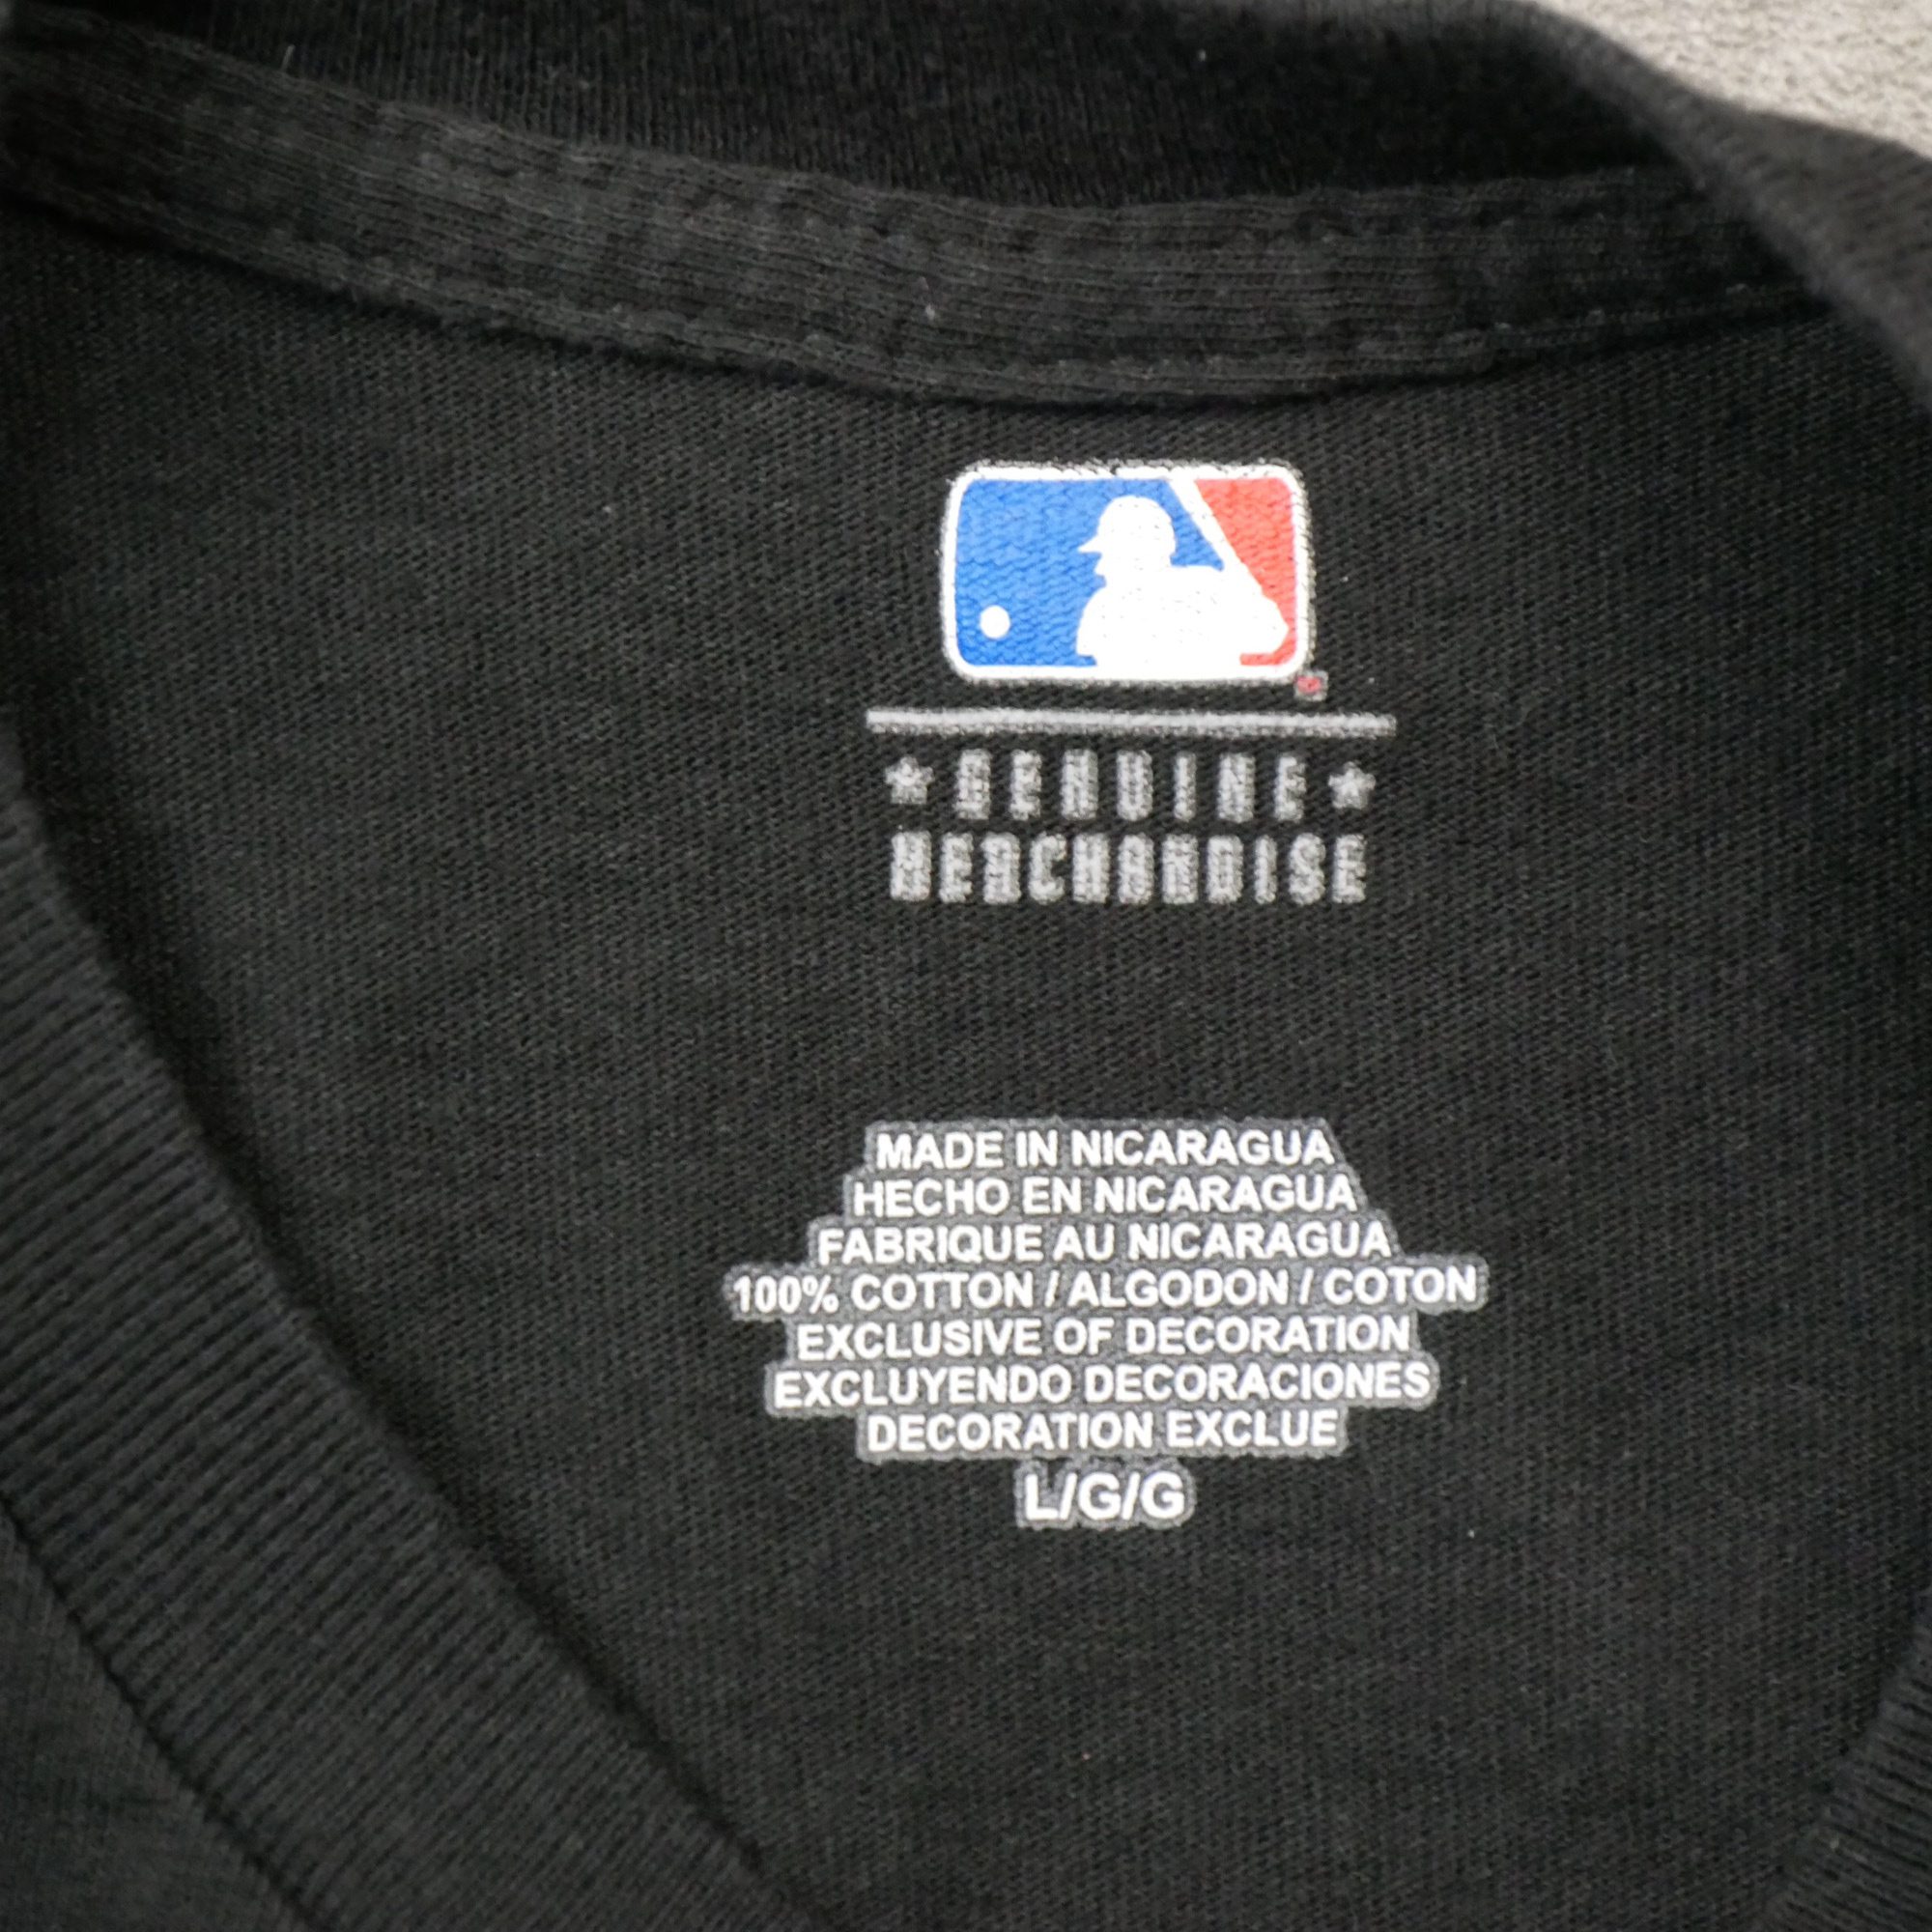 GENUINE
MERCHANDISE
MADE IN NICARAGUA
HECHO EN NICARAGUA
FABRIQUE AU NICARAGUA
100% COTTON / ALGODON / COTON
EXCLUSIVE OF DECORATION
EXCLUYENDO DECORACIONES
DECORATION EXCLUE
L/G/G